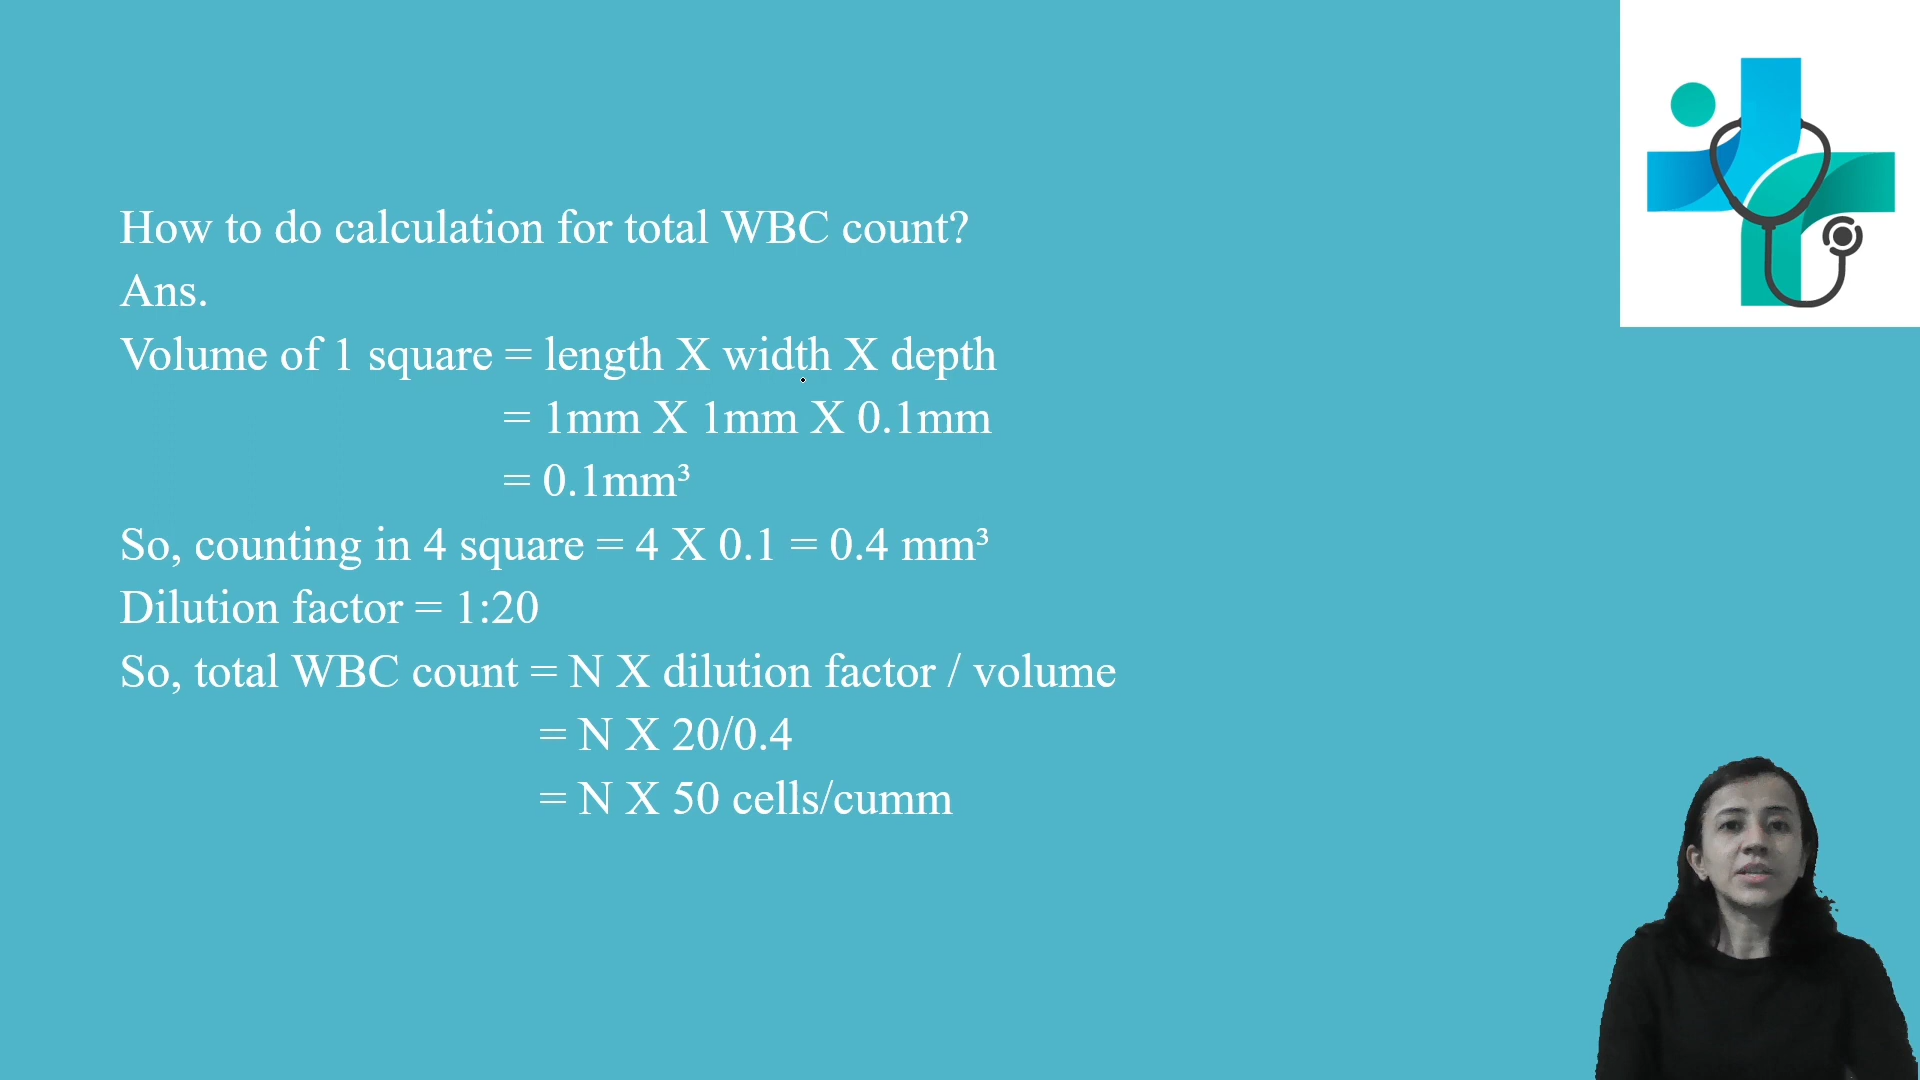 How to do calculation for total WBC count?
Ans.
Volume of 1 square = length X width X depth
= 1mm X 1mm X 0.1mm
= 0.1mm³
So, counting in 4 square = 4 X 0.1 = 0.4 mm³
Dilution factor = 1:20
So, total WBC count = N X dilution factor / volume
= N X 20/0.4
= N X 50 cells/cumm